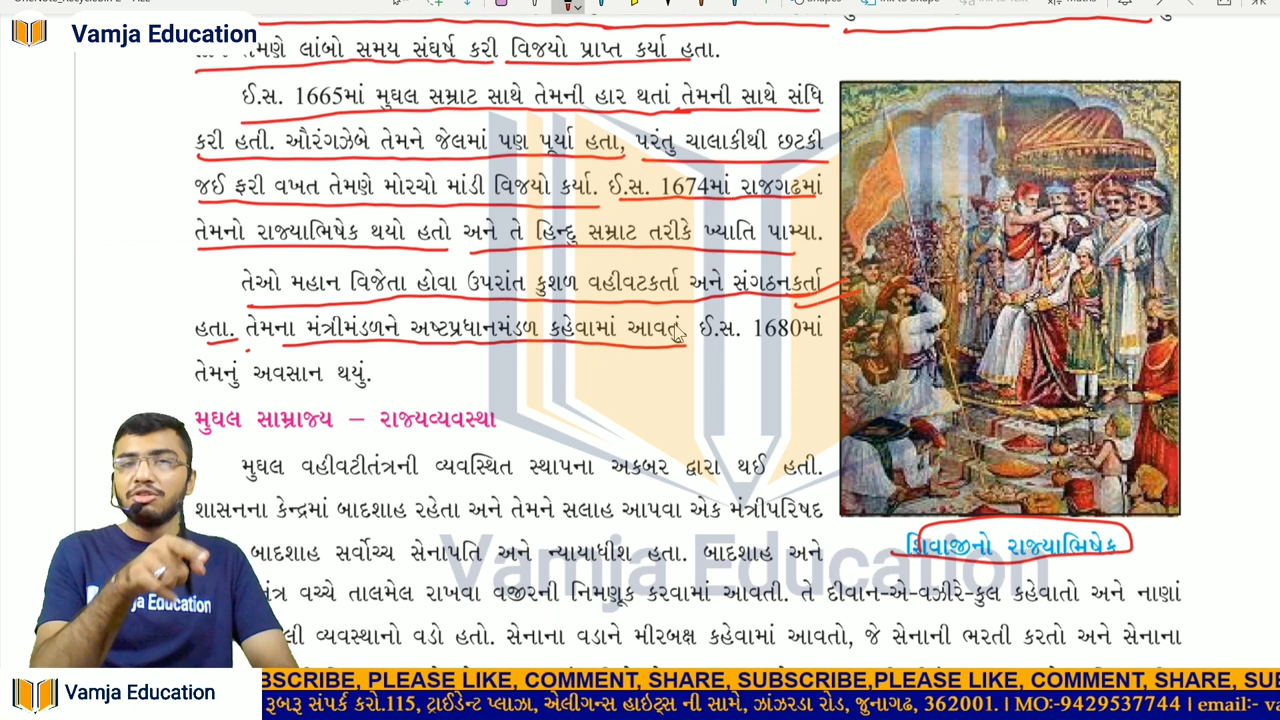 Vamja Education
તેમણે લાંબો સમય સંઘર્ષ કરી વિજયો પ્રાપ્ત કર્યા હતા.
ઈ.સ. 1665માં મુઘલ સમ્રાટ સાથે તેમની હાર થતાં તેમની સાથે સંધિ
કરી હતી. ઔરંગઝેબે તેમને જેલમાં પણ પૂર્યા હતા, પરંતુ ચાલાકીથી છટકી
જઈ ફરી વખત તેમણે મોરચો માંડી વિજયો કર્યા. ઈ.સ. 1674માં રાજગઢમાં
તેમનો રાજ્યાભિષેક થયો હતો અને તે હિન્દુ સમ્રાટ તરીકે ખ્યાતિ પામ્યા.
તેઓ મહાન વિજેતા હોવા ઉપરાંત કુશળ વહીવટકર્તા અને સંગઠનકર્તા
હતા. તેમના મંત્રીમંડળને અષ્ટપ્રધાનમંડળ કહેવામાં આવતું ઈ.સ. 1680માં
તેમનું અવસાન થયું.
મુઘલ સામ્રાજ્ય – રાજ્યવ્યવસ્થા
મુઘલ વહીવટીતંત્રની વ્યવસ્થિત સ્થાપના અકબર દ્વારા થઈ હતી.
શાસનના કેન્દ્રમાં બાદશાહ રહેતા અને તેમને સલાહ આપવા એક મંત્રીપરિષદ
બાદશાહ સર્વોચ્ચ સેનાપતિ અને ન્યાયાધીશ હતા. બાદશાહ અને
વચ્ચે તાલમેલ રાખવા વજીરની નિમણૂક કરવામાં આવતી. તે દીવાન-એ-વઝીરે-કુલ કહેવાતો અને નાણાં
વ્યવસ્થાનો વડો હતો. સેનાના વડાને મીરબક્ષ કહેવામાં આવતો, જે સેનાની ભરતી કરતો અને સેનાના
શિવાજીનો રાજ્યાભિષેક
Vamja Education
Vamja Education
Vamja Education
SUBSCRIBE, PLEASE LIKE, COMMENT, SHARE, SUBSCRIBE,PLEASE LIKE, COMMENT, SHARE,
રૂબરૂ સંપર્ક કરો.115, ટ્રાઈડેન્ટ પ્લાઝા, એલીગન્સ હાઇટ્સ ની સામે, ઝાંઝરડા રોડ, જુનાગઢ, 362001. | MO:-9429537744 | email:-